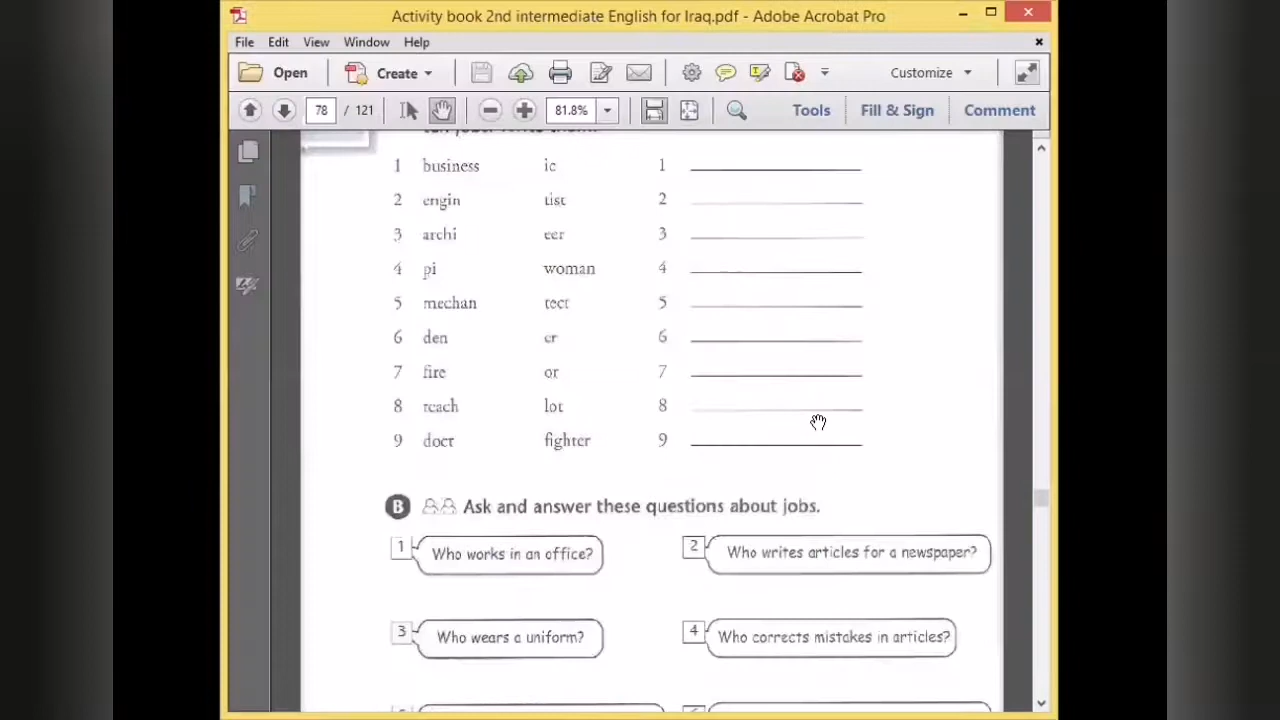 Activity book 2nd intermediate English for Iraq.pdf - Adobe Acrobat Pro
File Edit View Window Help
Open Create Customize
78 / 121 81.8% Tools Fill & Sign Comment
1 business ic 1
2 engin tist 2
3 archi eer 3
4 pi woman 4
5 mechan tect 5
6 den er 6
7 fire or 7
8 teach lot 8
9 doct fighter 9
B Ask and answer these questions about jobs.
1 Who works in an office? 2 Who writes articles for a newspaper?
3 Who wears a uniform? 4 Who corrects mistakes in articles?